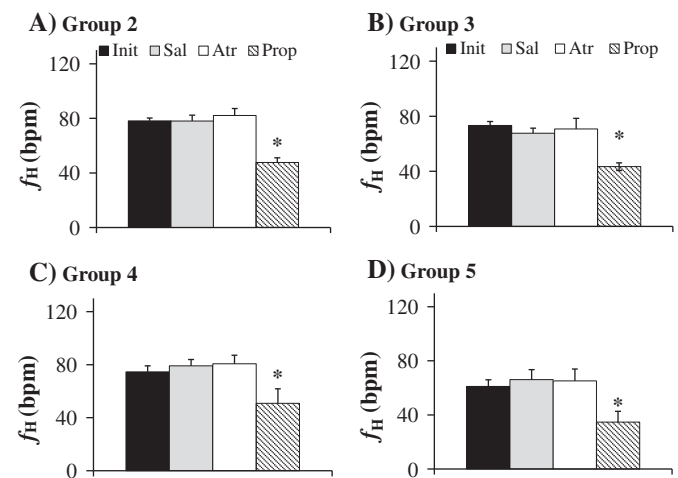 A) Group 2
Init Sal Atr Prop
120
80
40
0
fH (bpm)
*
B) Group 3
Init Sal Atr Prop
120
80
40
0
fH (bpm)
*
C) Group 4
120
80
40
0
fH (bpm)
*
D) Group 5
120
80
40
0
fH (bpm)
*